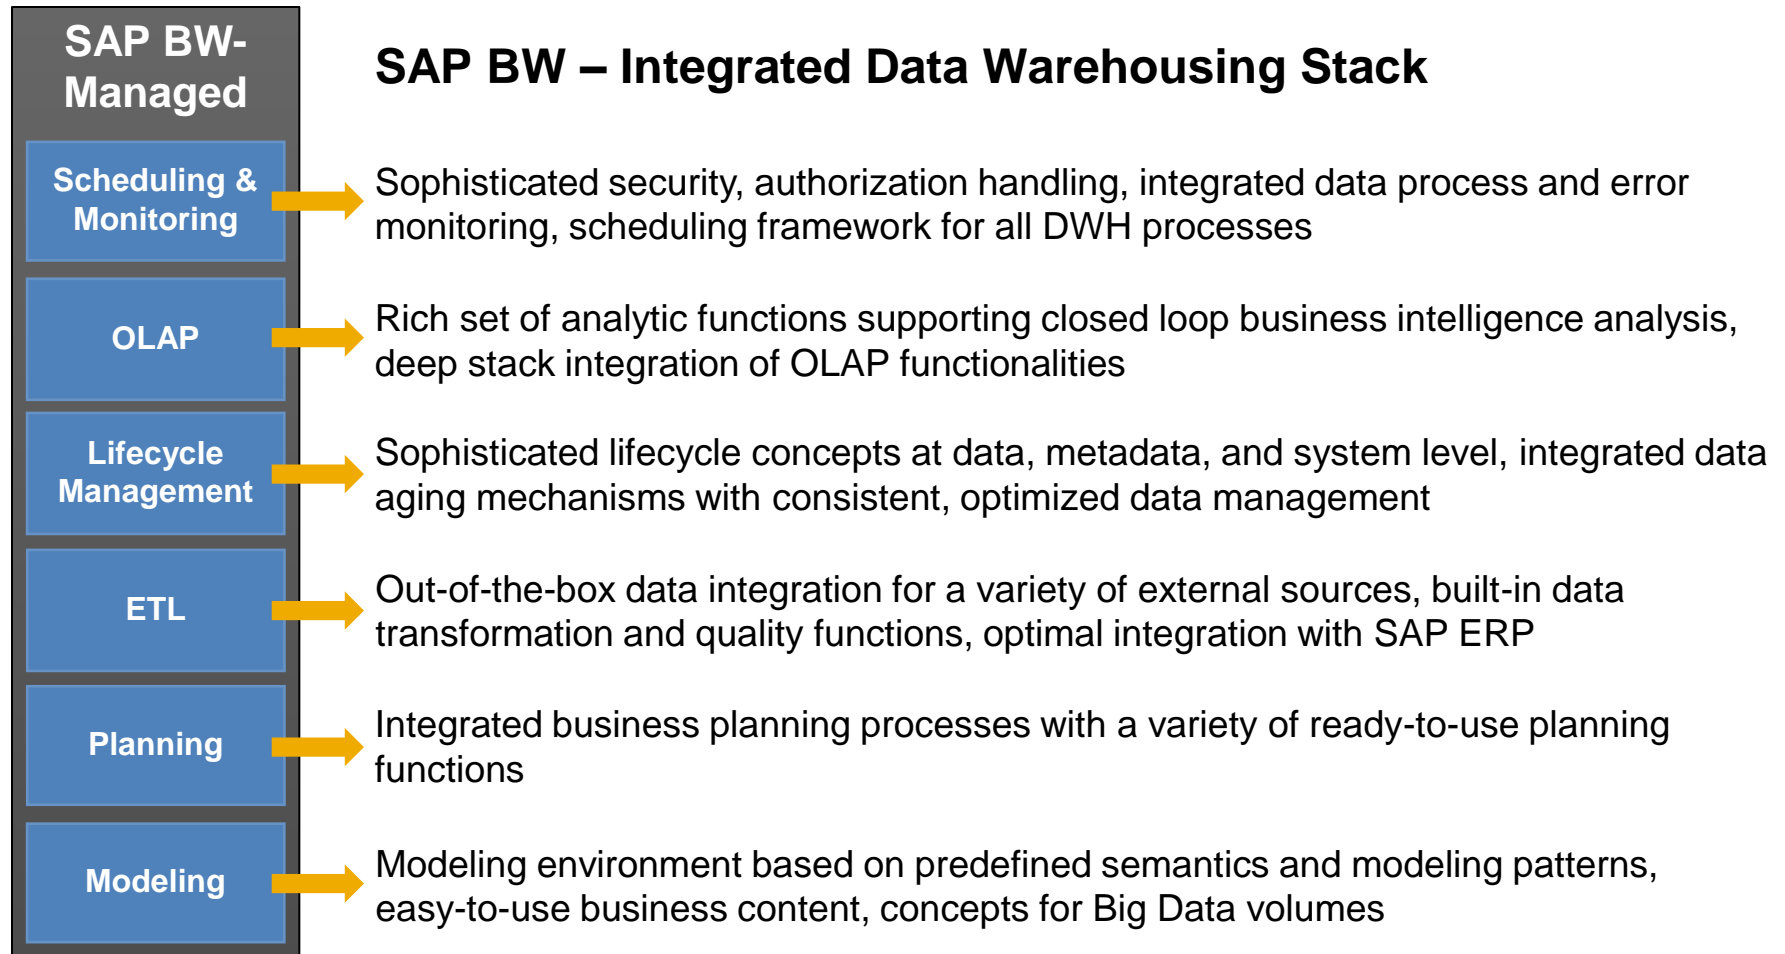 SAP BW-
Managed
SAP BW – Integrated Data Warehousing Stack
Scheduling &
Monitoring
Sophisticated security, authorization handling, integrated data process and error
monitoring, scheduling framework for all DWH processes
OLAP
Rich set of analytic functions supporting closed loop business intelligence analysis,
deep stack integration of OLAP functionalities
Lifecycle
Management
Sophisticated lifecycle concepts at data, metadata, and system level, integrated data
aging mechanisms with consistent, optimized data management
ETL
Out-of-the-box data integration for a variety of external sources, built-in data
transformation and quality functions, optimal integration with SAP ERP
Planning
Integrated business planning processes with a variety of ready-to-use planning
functions
Modeling
Modeling environment based on predefined semantics and modeling patterns,
easy-to-use business content, concepts for Big Data volumes